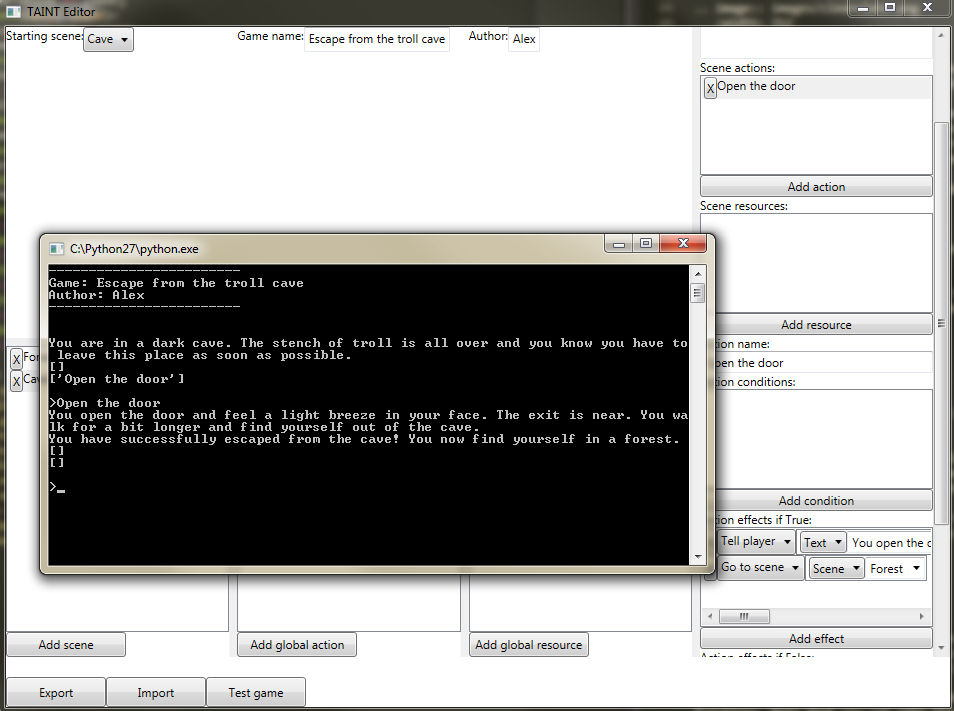 TAINT Editor
Starting scene: Cave Game name: Escape from the troll cave Author: Alex
Scene actions:
X Open the door
Add action
Scene resources:
Add resource
tion name:
pen the door
tion conditions:
Add condition
tion effects if True:
Tell player Text You open the c
Go to scene Scene Forest
Add effect
Action effects if False:
C:\Python27\python.exe
------------------------
Game: Escape from the troll cave
Author: Alex
------------------------
You are in a dark cave. The stench of troll is all over and you know you have to
leave this place as soon as possible.
[]
['Open the door']
>Open the door
You open the door and feel a light breeze in your face. The exit is near. You wa
lk for a bit longer and find yourself out of the cave.
You have successfully escaped from the cave! You now find yourself in a forest.
[]
[]
>_
X For
X Cav
Add scene Add global action Add global resource
Export Import Test game